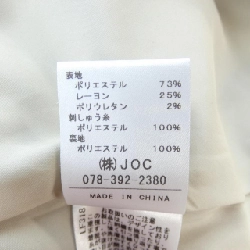 表地
ポリエステル 73%
レーヨン 25%
ポリウレタン 2%
刺しゅう糸
ポリエステル 100%
裏地
ポリエステル 100%
(株)JOC
078-392-2380
MADE IN CHINA